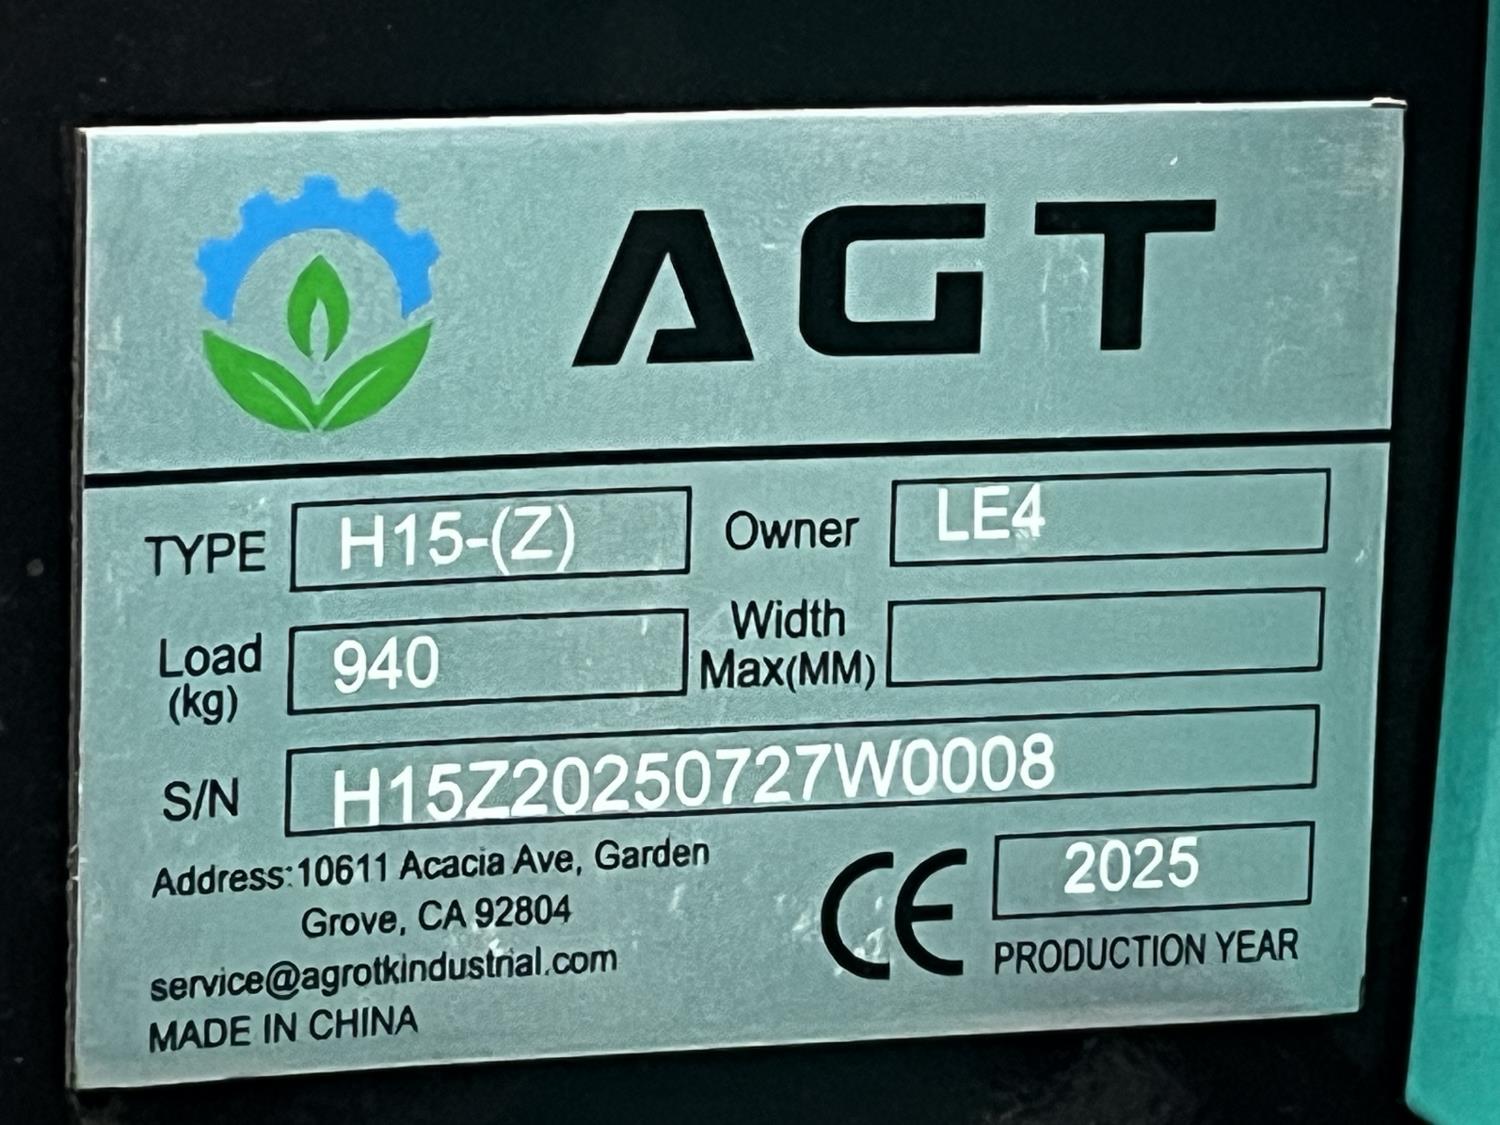 AGT
TYPE H15-(Z) Owner LE4
Load (kg) 940 Width Max(MM)
S/N H15Z20250727W0008
Address:10611 Acacia Ave, Garden
Grove, CA 92804
service@agrotkindustrial.com
MADE IN CHINA
CE 2025
PRODUCTION YEAR